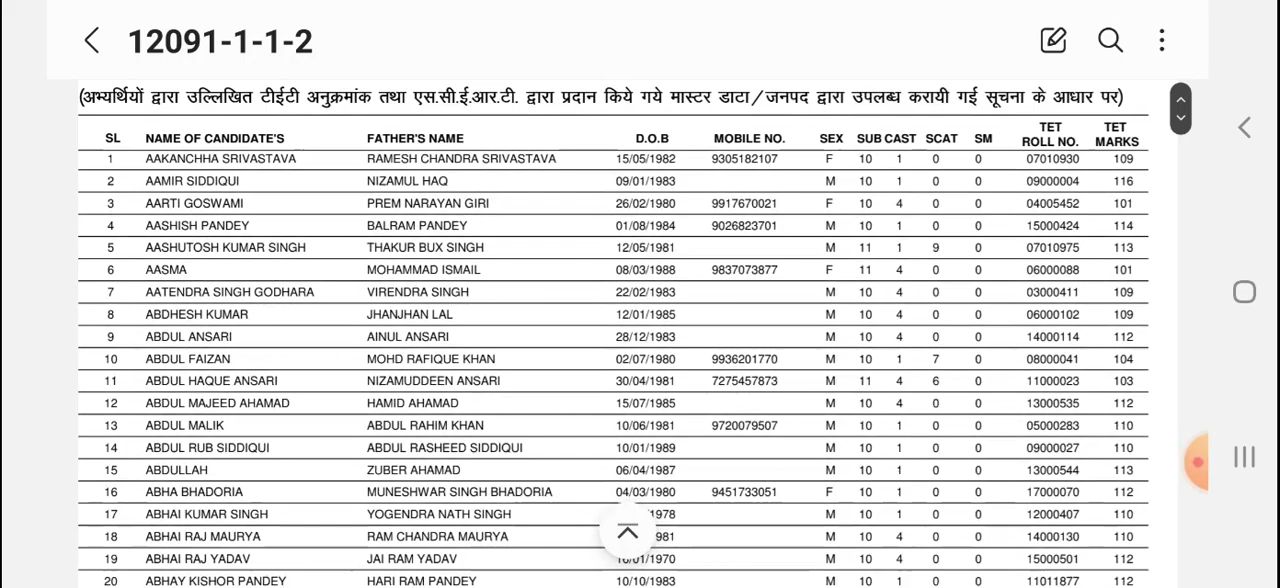 12091-1-1-2
(अभ्यर्थियों द्वारा उल्लिखित टीईटी अनुक्रमांक तथा एस.सी.ई.आर.टी. द्वारा प्रदान किये गये मास्टर डाटा/जनपद द्वारा उपलब्ध करायी गई सूचना के आधार पर)
SL NAME OF CANDIDATE'S FATHER'S NAME D.O.B MOBILE NO. SEX SUB CAST SCAT SM TET ROLL NO. TET MARKS
1 AAKANCHHA SRIVASTAVA RAMESH CHANDRA SRIVASTAVA 15/05/1982 9305182107 F 10 1 0 0 07010930 109
2 AAMIR SIDDIQUI NIZAMUL HAQ 09/01/1983 M 10 1 0 0 09000004 116
3 AARTI GOSWAMI PREM NARAYAN GIRI 26/02/1980 9917670021 F 10 4 0 0 04005452 101
4 AASHISH PANDEY BALRAM PANDEY 01/08/1984 9026823701 M 10 1 0 0 15000424 114
5 AASHUTOSH KUMAR SINGH THAKUR BUX SINGH 12/05/1981 M 11 1 9 0 07010975 113
6 AASMA MOHAMMAD ISMAIL 08/03/1988 9837073877 F 11 4 0 0 06000088 101
7 AATENDRA SINGH GODHARA VIRENDRA SINGH 22/02/1983 M 10 4 0 0 03000411 109
8 ABDHESH KUMAR JHANJHAN LAL 12/01/1985 M 10 4 0 0 06000102 109
9 ABDUL ANSARI AINUL ANSARI 28/12/1983 M 10 4 0 0 14000114 112
10 ABDUL FAIZAN MOHD RAFIQUE KHAN 02/07/1980 9936201770 M 10 1 7 0 08000041 104
11 ABDUL HAQUE ANSARI NIZAMUDDEEN ANSARI 30/04/1981 7275457873 M 11 4 6 0 11000023 103
12 ABDUL MAJEED AHAMAD HAMID AHAMAD 15/07/1985 M 10 4 0 0 13000535 112
13 ABDUL MALIK ABDUL RAHIM KHAN 10/06/1981 9720079507 M 10 1 0 0 05000283 110
14 ABDUL RUB SIDDIQUI ABDUL RASHEED SIDDIQUI 10/01/1989 M 10 1 0 0 09000027 110
15 ABDULLAH ZUBER AHAMAD 06/04/1987 M 10 1 0 0 13000544 113
16 ABHA BHADORIA MUNESHWAR SINGH BHADORIA 04/03/1980 9451733051 F 10 1 0 0 17000070 112
17 ABHAI KUMAR SINGH YOGENDRA NATH SINGH 1978 M 10 1 0 0 12000407 110
18 ABHAI RAJ MAURYA RAM CHANDRA MAURYA 981 M 10 4 0 0 14000130 110
19 ABHAI RAJ YADAV JAI RAM YADAV /01/1970 M 10 4 0 0 15000501 112
20 ABHAY KISHOR PANDEY HARI RAM PANDEY 10/10/1983 M 10 1 0 0 11011877 112